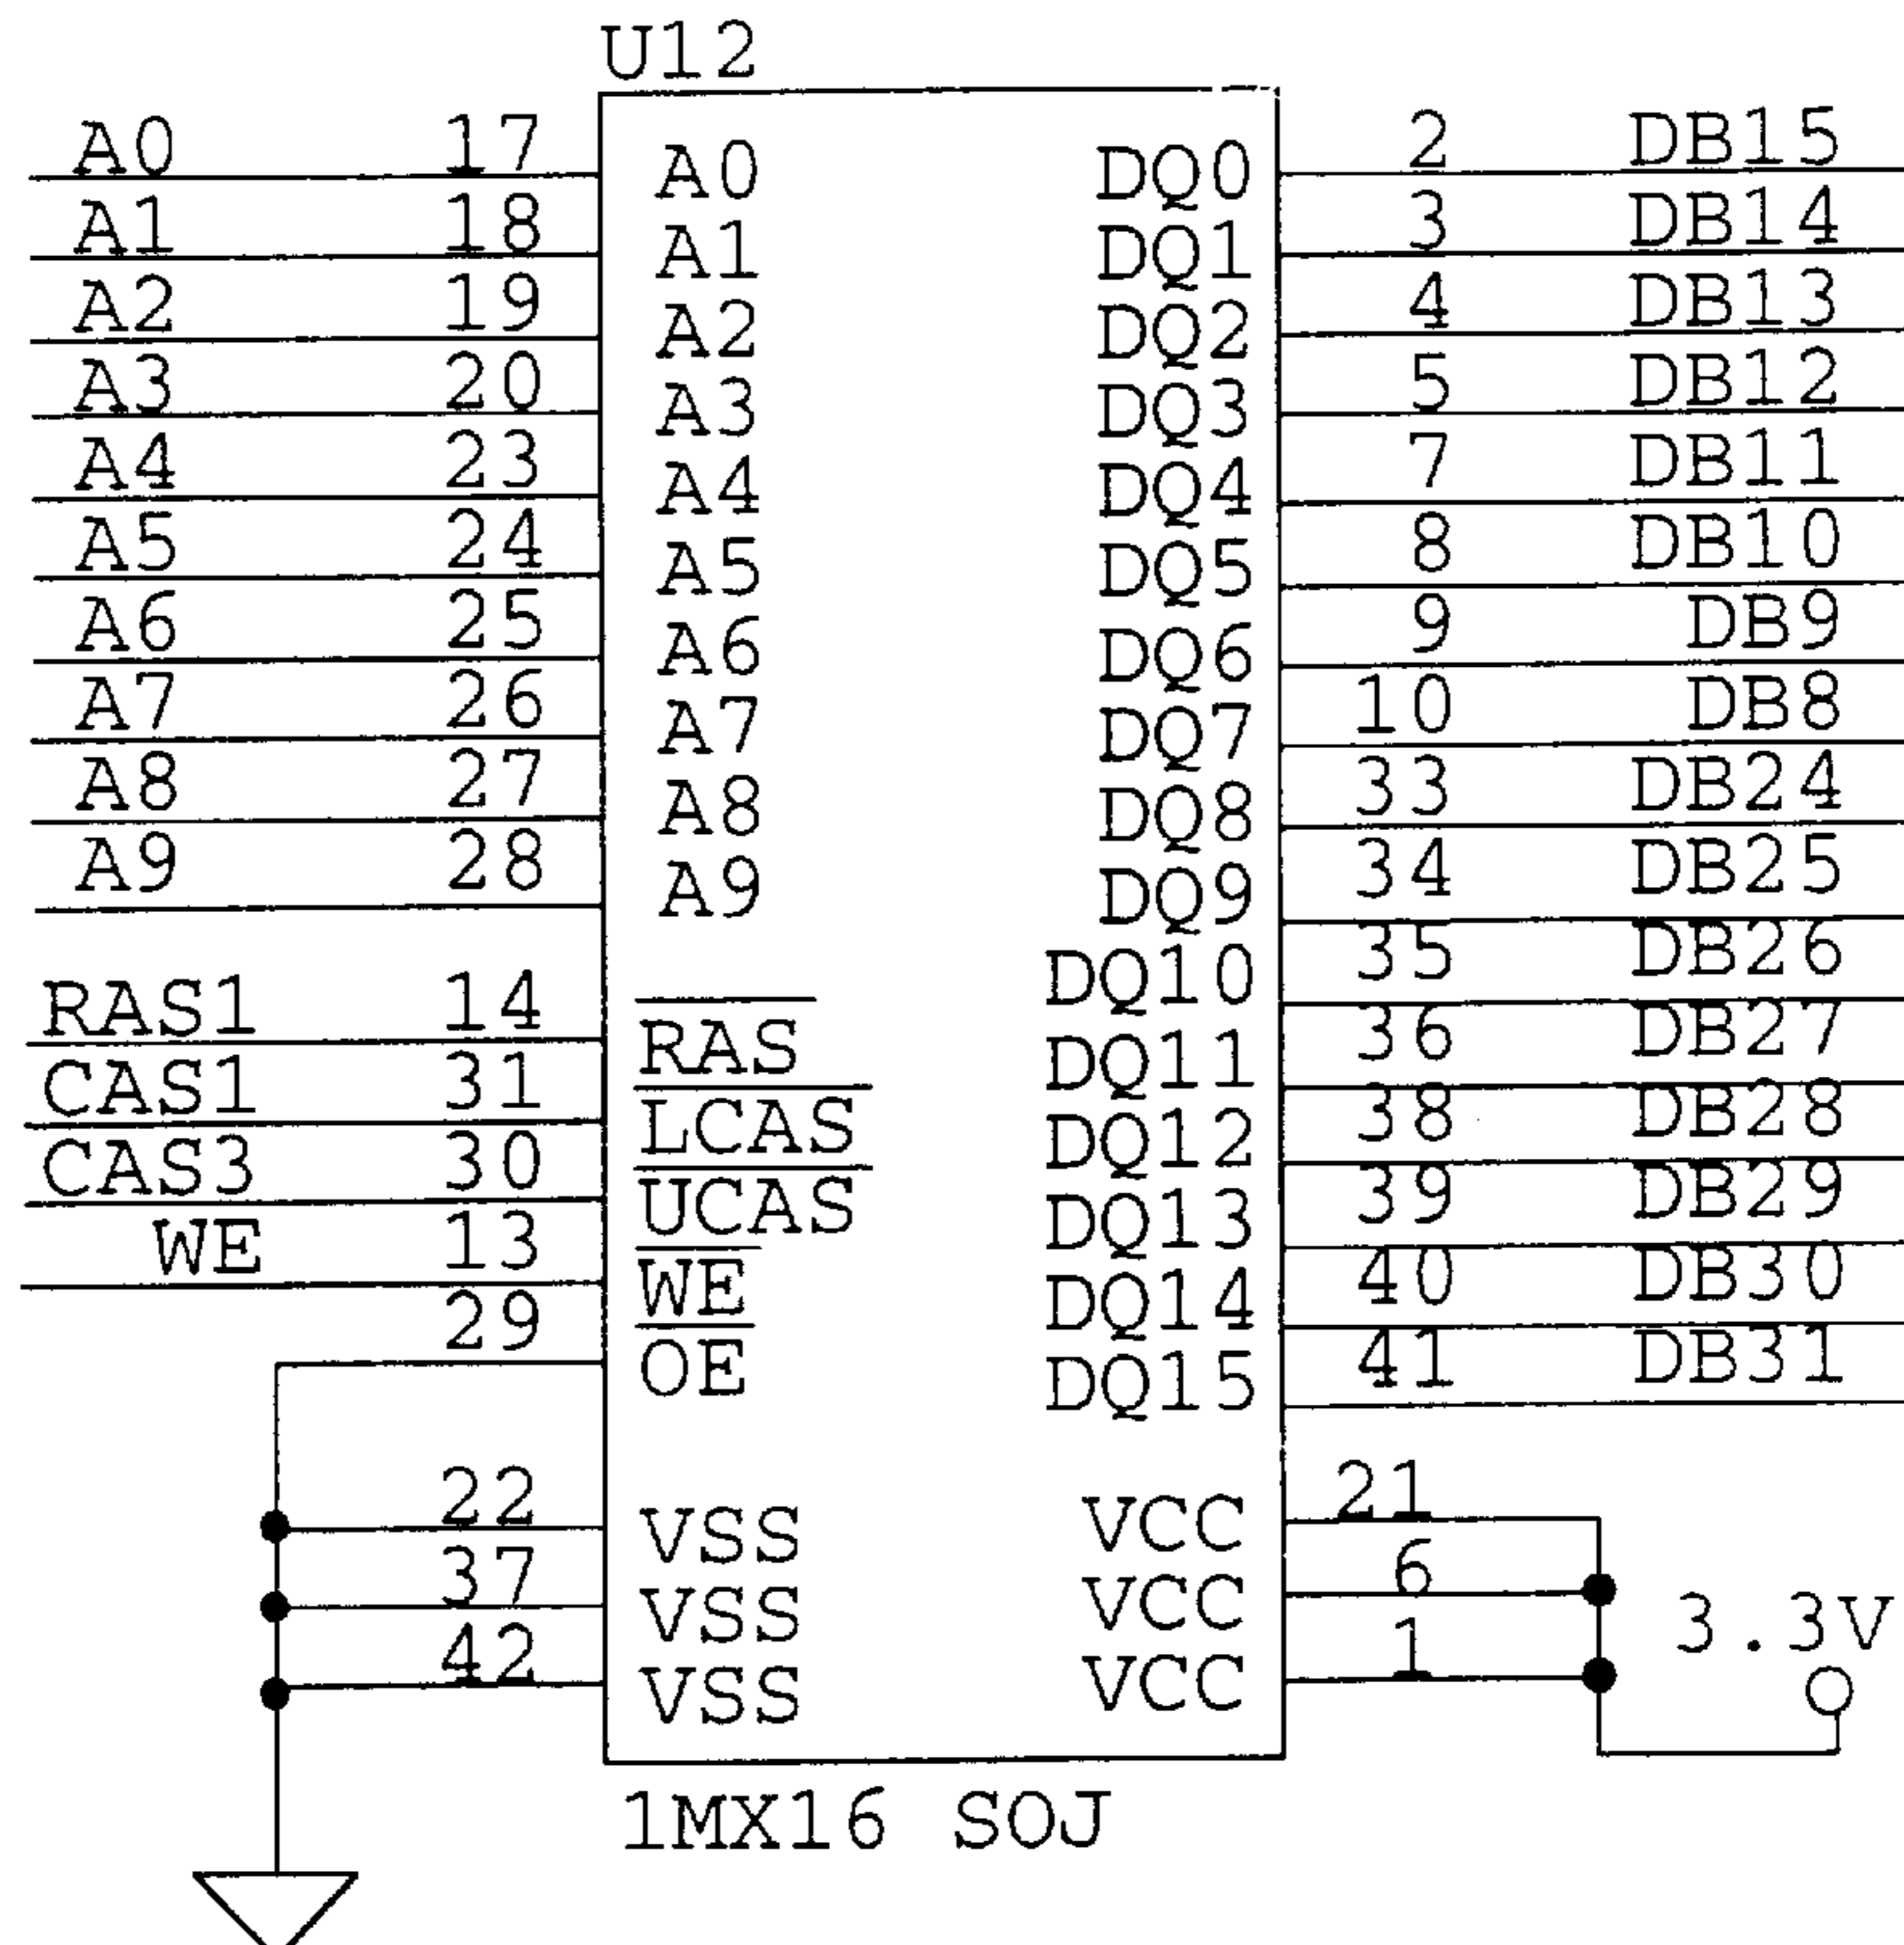 U12
A0 17 A0 DQ0 2 DB15
A1 18 A1 DQ1 3 DB14
A2 19 A2 DQ2 4 DB13
A3 20 A3 DQ3 5 DB12
A4 23 A4 DQ4 7 DB11
A5 24 A5 DQ5 8 DB10
A6 25 A6 DQ6 9 DB9
A7 26 A7 DQ7 10 DB8
A8 27 A8 DQ8 33 DB24
A9 28 A9 DQ9 34 DB25
DQ10 35 DB26
RAS1 14 RAS DQ11 36 DB27
CAS1 31 LCAS DQ12 38 DB28
CAS3 30 UCAS DQ13 39 DB29
WE 13 WE DQ14 40 DB30
29 OE DQ15 41 DB31
22 VSS VCC 21
37 VSS VCC 6
42 VSS VCC 1 3.3V
1MX16 SOJ